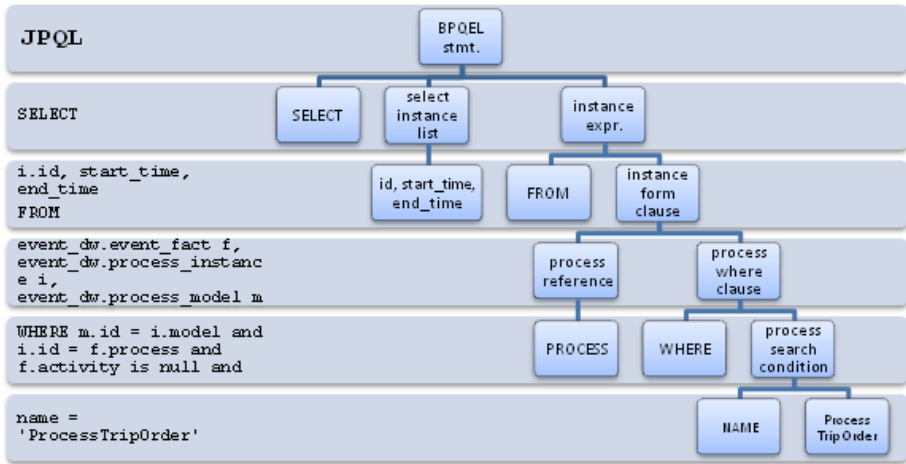 JPQL
BPQEL
stmt.
SELECT
SELECT
select
instance
list
instance
expr.
i.id, start_time,
end_time
FROM
id, start_time,
end_time
FROM
instance
form
clause
event_dw.event_fact f,
event_dw.process_instanc
e i,
event_dw.process_model m
process
reference
process
where
clause
WHERE m.id = i.model and
i.id = f.process and
f.activity is null and
PROCESS
WHERE
process
search
condition
name =
'ProcessTripOrder'
NAME
Process
TripOrder